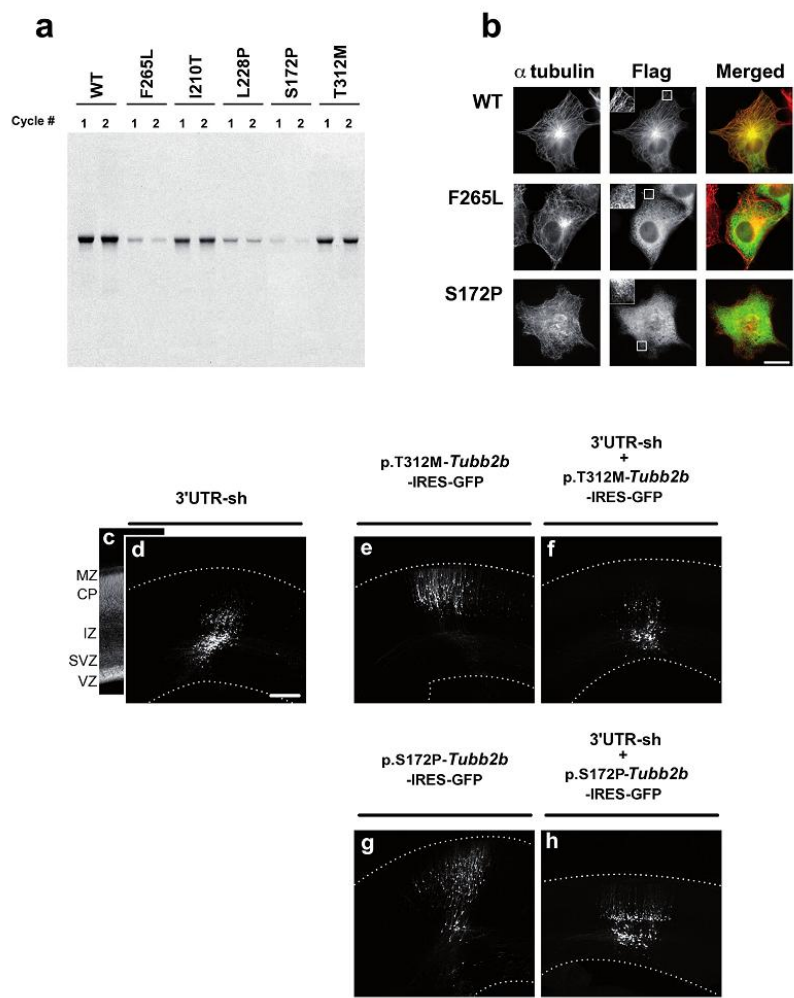 a
WT F265L I210T L228P S172P T312M
Cycle # 1 2 1 2 1 2 1 2 1 2 1 2
b
α tubulin Flag Merged
WT
F265L
S172P
3'UTR-sh
c
d
MZ
CP
IZ
SVZ
VZ
p.T312M-Tubb2b
-IRES-GFP
e
3'UTR-sh
+
p.T312M-Tubb2b
-IRES-GFP
f
p.S172P-Tubb2b
-IRES-GFP
g
3'UTR-sh
+
p.S172P-Tubb2b
-IRES-GFP
h